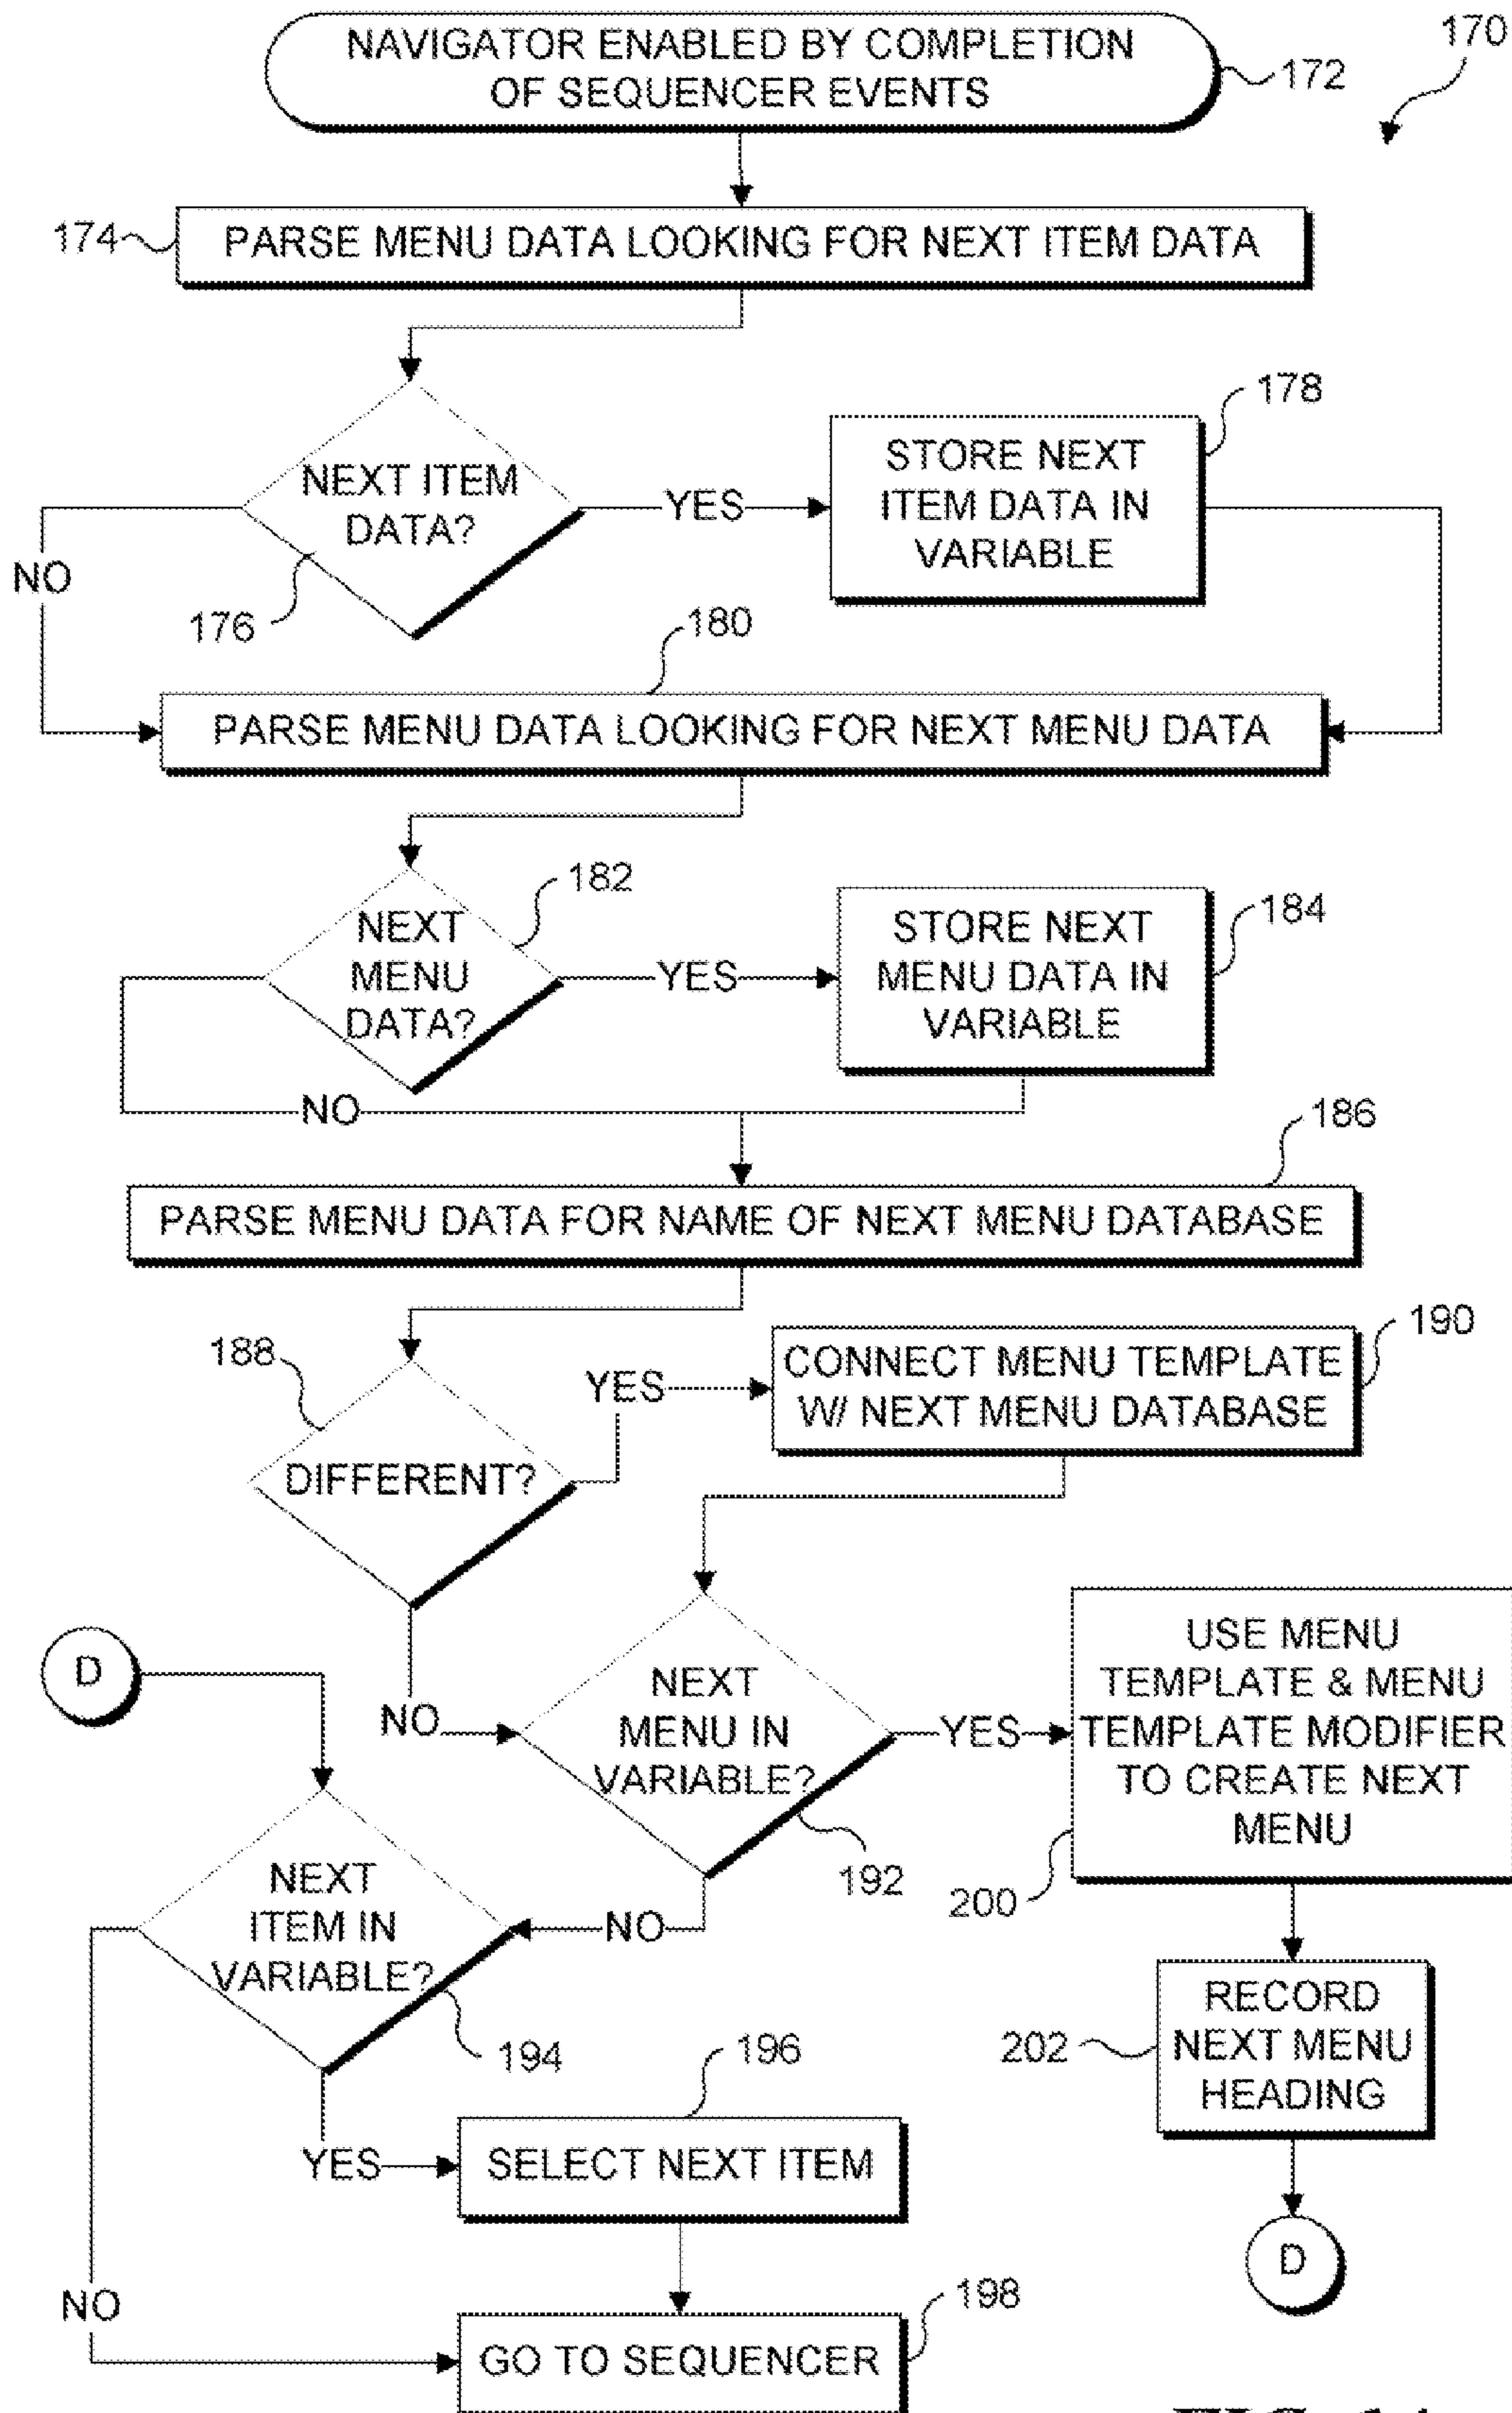 NAVIGATOR ENABLED BY COMPLETION
OF SEQUENCER EVENTS
172
170
174
PARSE MENU DATA LOOKING FOR NEXT ITEM DATA
NEXT ITEM
DATA?
176
YES
NO
STORE NEXT
ITEM DATA IN
VARIABLE
178
180
PARSE MENU DATA LOOKING FOR NEXT MENU DATA
NEXT
MENU
DATA?
182
YES
NO
STORE NEXT
MENU DATA IN
VARIABLE
184
186
PARSE MENU DATA FOR NAME OF NEXT MENU DATABASE
188
DIFFERENT?
YES
NO
CONNECT MENU TEMPLATE
W/ NEXT MENU DATABASE
190
D
NEXT
MENU IN
VARIABLE?
192
YES
NO
USE MENU
TEMPLATE & MENU
TEMPLATE MODIFIER
TO CREATE NEXT
MENU
200
NEXT
ITEM IN
VARIABLE?
194
YES
NO
196
SELECT NEXT ITEM
RECORD
NEXT MENU
HEADING
202
D
GO TO SEQUENCER
198